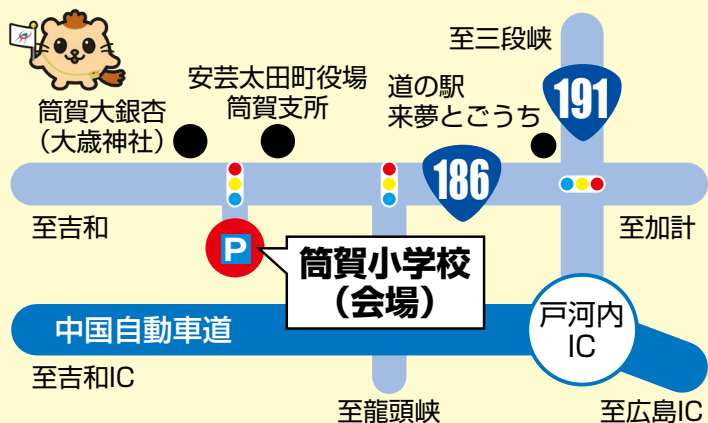 至三段峡
安芸太田町役場
筒賀支所
道の駅
来夢とごうち
191
筒賀大銀杏
（大歳神社）
186
至吉和
至加計
P
筒賀小学校
（会場）
中国自動車道
戸河内
IC
至吉和IC
至龍頭峡
至広島IC